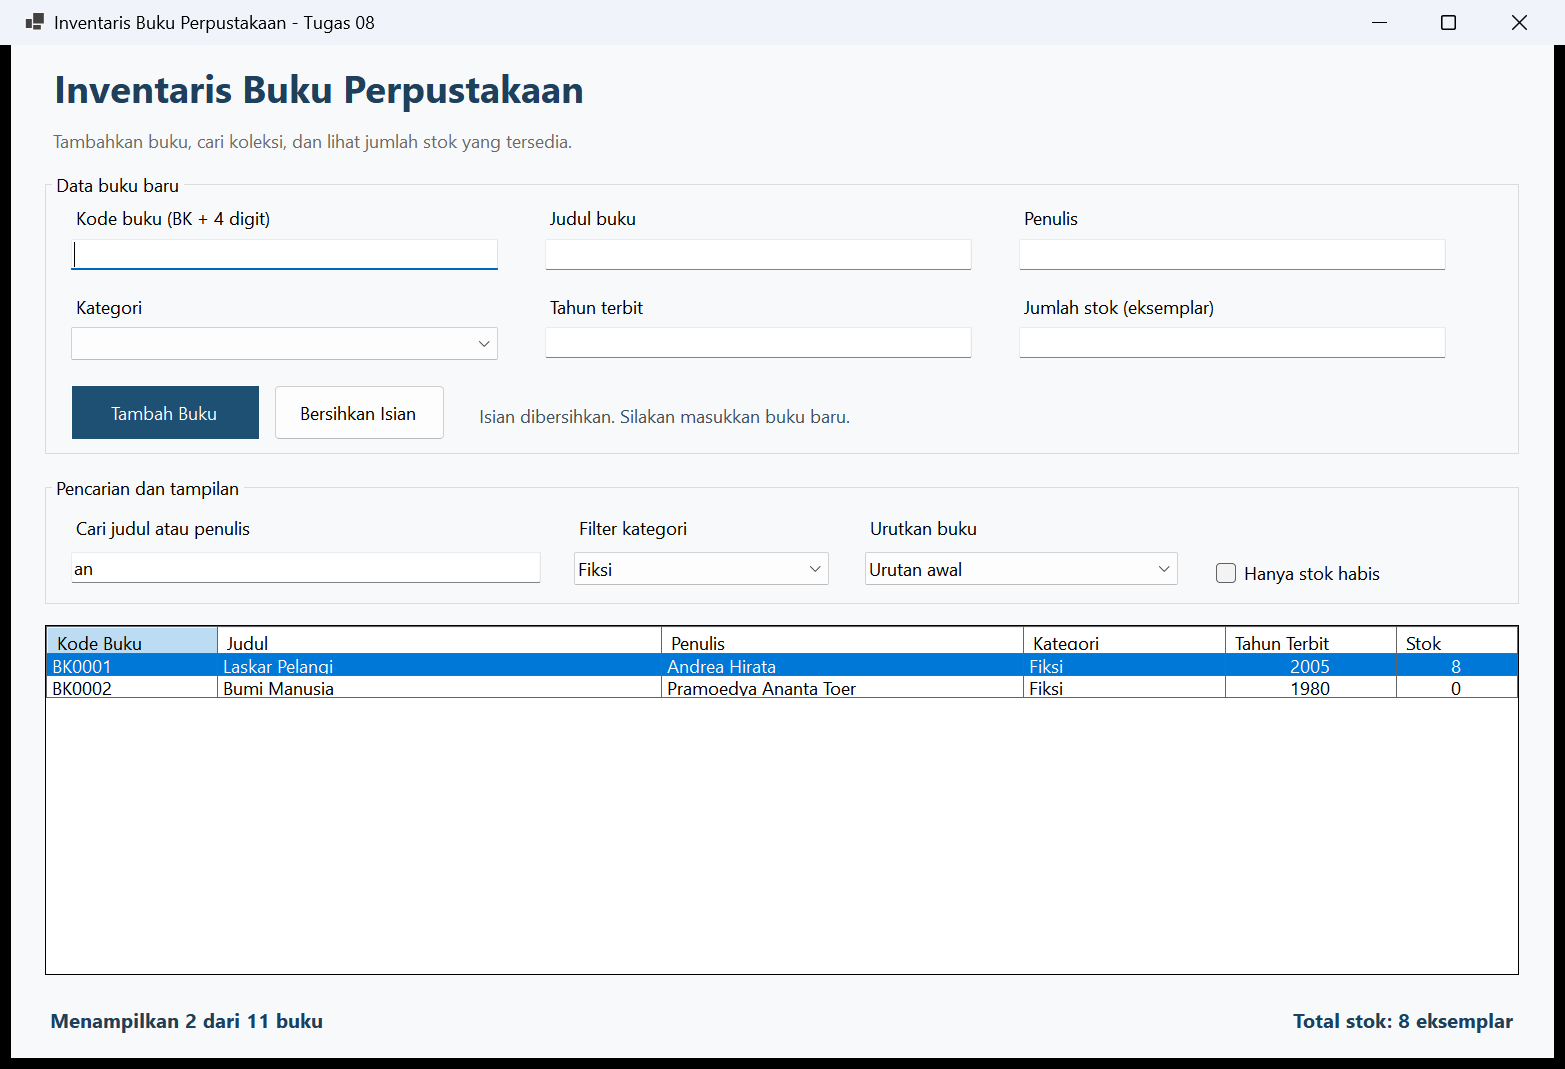 Inventaris Buku Perpustakaan - Tugas 08
Inventaris Buku Perpustakaan
Tambahkan buku, cari koleksi, dan lihat jumlah stok yang tersedia.
Data buku baru
Kode buku (BK + 4 digit) Judul buku Penulis
Kategori Tahun terbit Jumlah stok (eksemplar)
Tambah Buku Bersihkan Isian Isian dibersihkan. Silakan masukkan buku baru.
Pencarian dan tampilan
Cari judul atau penulis Filter kategori Urutkan buku
an Fiksi Urutan awal Hanya stok habis
Kode Buku Judul Penulis Kategori Tahun Terbit Stok
BK0001 Laskar Pelangi Andrea Hirata Fiksi 2005 8
BK0002 Bumi Manusia Pramoedya Ananta Toer Fiksi 1980 0
Menampilkan 2 dari 11 buku Total stok: 8 eksemplar